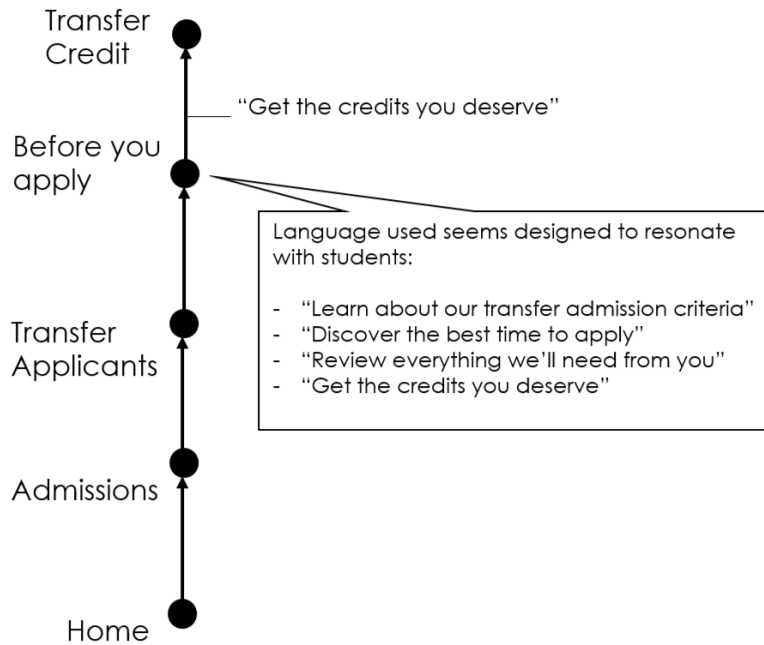 Transfer
Credit
“Get the credits you deserve”
Before you
apply
Language used seems designed to resonate
with students:
- “Learn about our transfer admission criteria”
- “Discover the best time to apply”
- “Review everything we’ll need from you”
- “Get the credits you deserve”
Transfer
Applicants
Admissions
Home